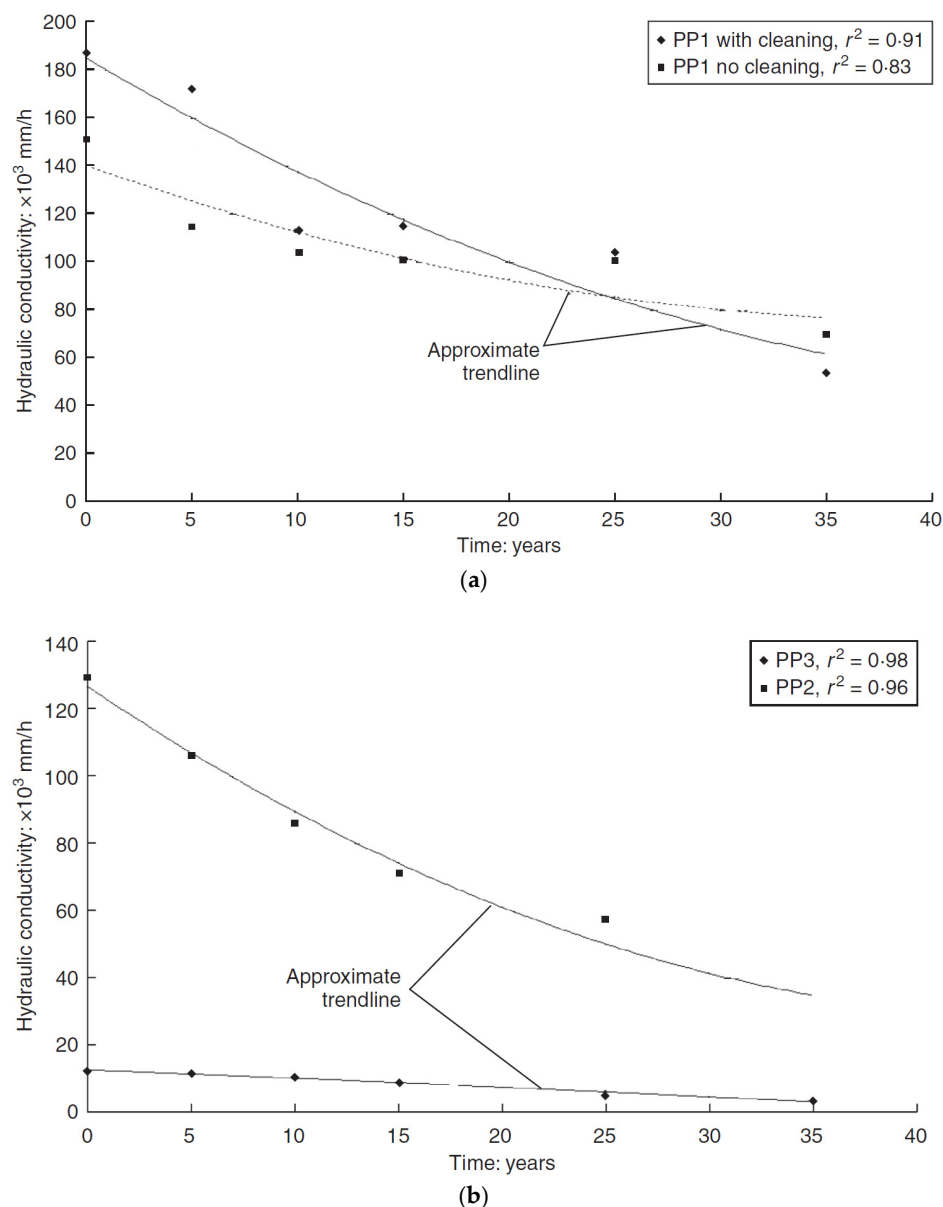 200
180
160
140
120
100
80
60
40
20
0
Hydraulic conductivity: ×10³ mm/h
PP1 with cleaning, r² = 0·91
PP1 no cleaning, r² = 0·83
Approximate
trendline
0 5 10 15 20 25 30 35 40
Time: years
(a)
140
120
100
80
60
40
20
0
Hydraulic conductivity: ×10³ mm/h
PP3, r² = 0·98
PP2, r² = 0·96
Approximate
trendline
0 5 10 15 20 25 30 35 40
Time: years
(b)